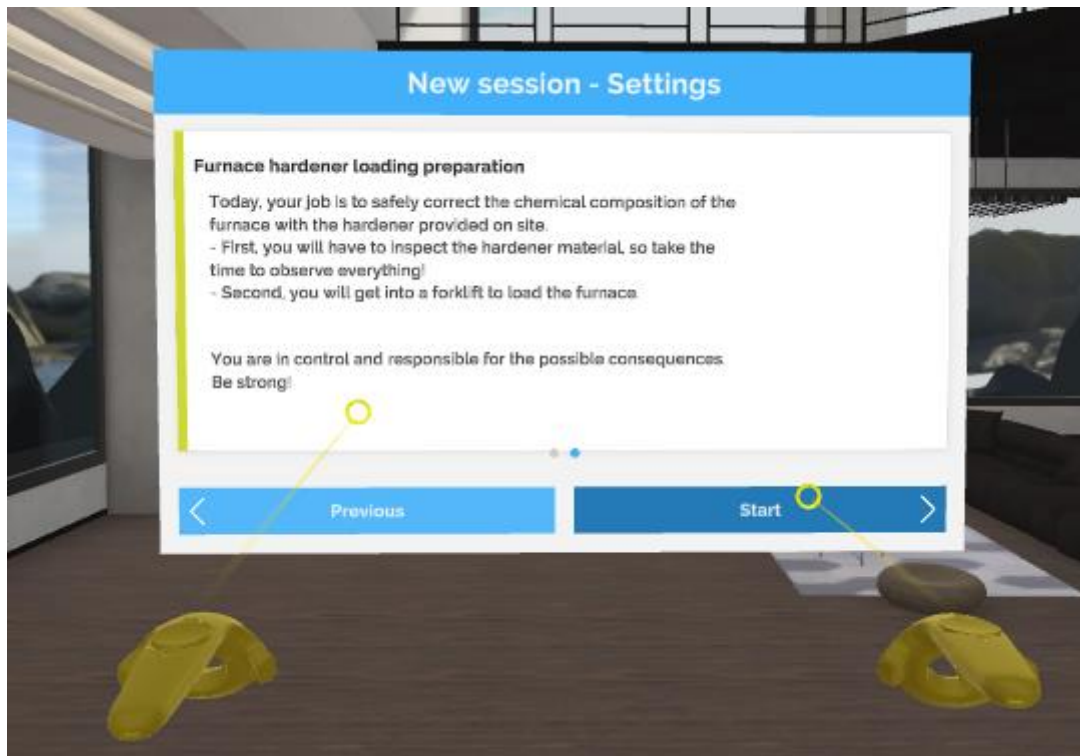 New session - Settings
Furnace hardener loading preparation
Today, your job is to safely correct the chemical composition of the
furnace with the hardener provided on site.
- First, you will have to inspect the hardener material, so take the
time to observe everything!
- Second, you will get into a forklift to load the furnace.
You are in control and responsible for the possible consequences.
Be strong!
Previous
Start